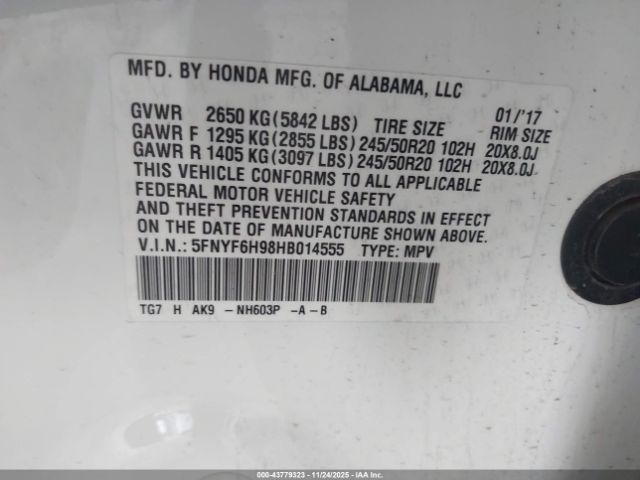 MFD. BY HONDA MFG. OF ALABAMA, LLC
GVWR 2650 KG (5842 LBS) TIRE SIZE 01/'17 RIM SIZE
GAWR F 1295 KG (2855 LBS) 245/50R20 102H 20X8.0J
GAWR R 1405 KG (3097 LBS) 245/50R20 102H 20X8.0J
THIS VEHICLE CONFORMS TO ALL APPLICABLE
FEDERAL MOTOR VEHICLE SAFETY
AND THEFT PREVENTION STANDARDS IN EFFECT
ON THE DATE OF MANUFACTURE SHOWN ABOVE.
V.I.N.: 5FNYF6H98HB014555 TYPE: MPV
TG7 H AK9 - NH603P -A - B
000-43779323 - 11/24/2025 - IAA Inc.